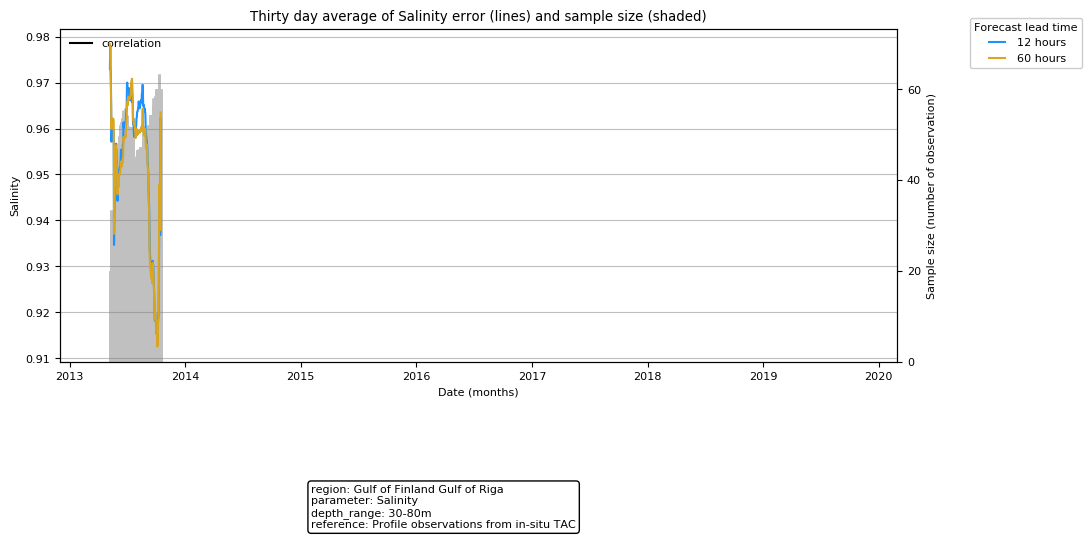 Thirty day average of Salinity error (lines) and sample size (shaded)
Forecast lead time
12 hours
60 hours
correlation
0.98
0.97
0.96
0.95
0.94
0.93
0.92
0.91
Salinity
60
40
20
0
Sample size (number of observation)
2013
2014
2015
2016
2017
2018
2019
2020
Date (months)
region: Gulf of Finland Gulf of Riga
parameter: Salinity
depth_range: 30-80m
reference: Profile observations from in-situ TAC